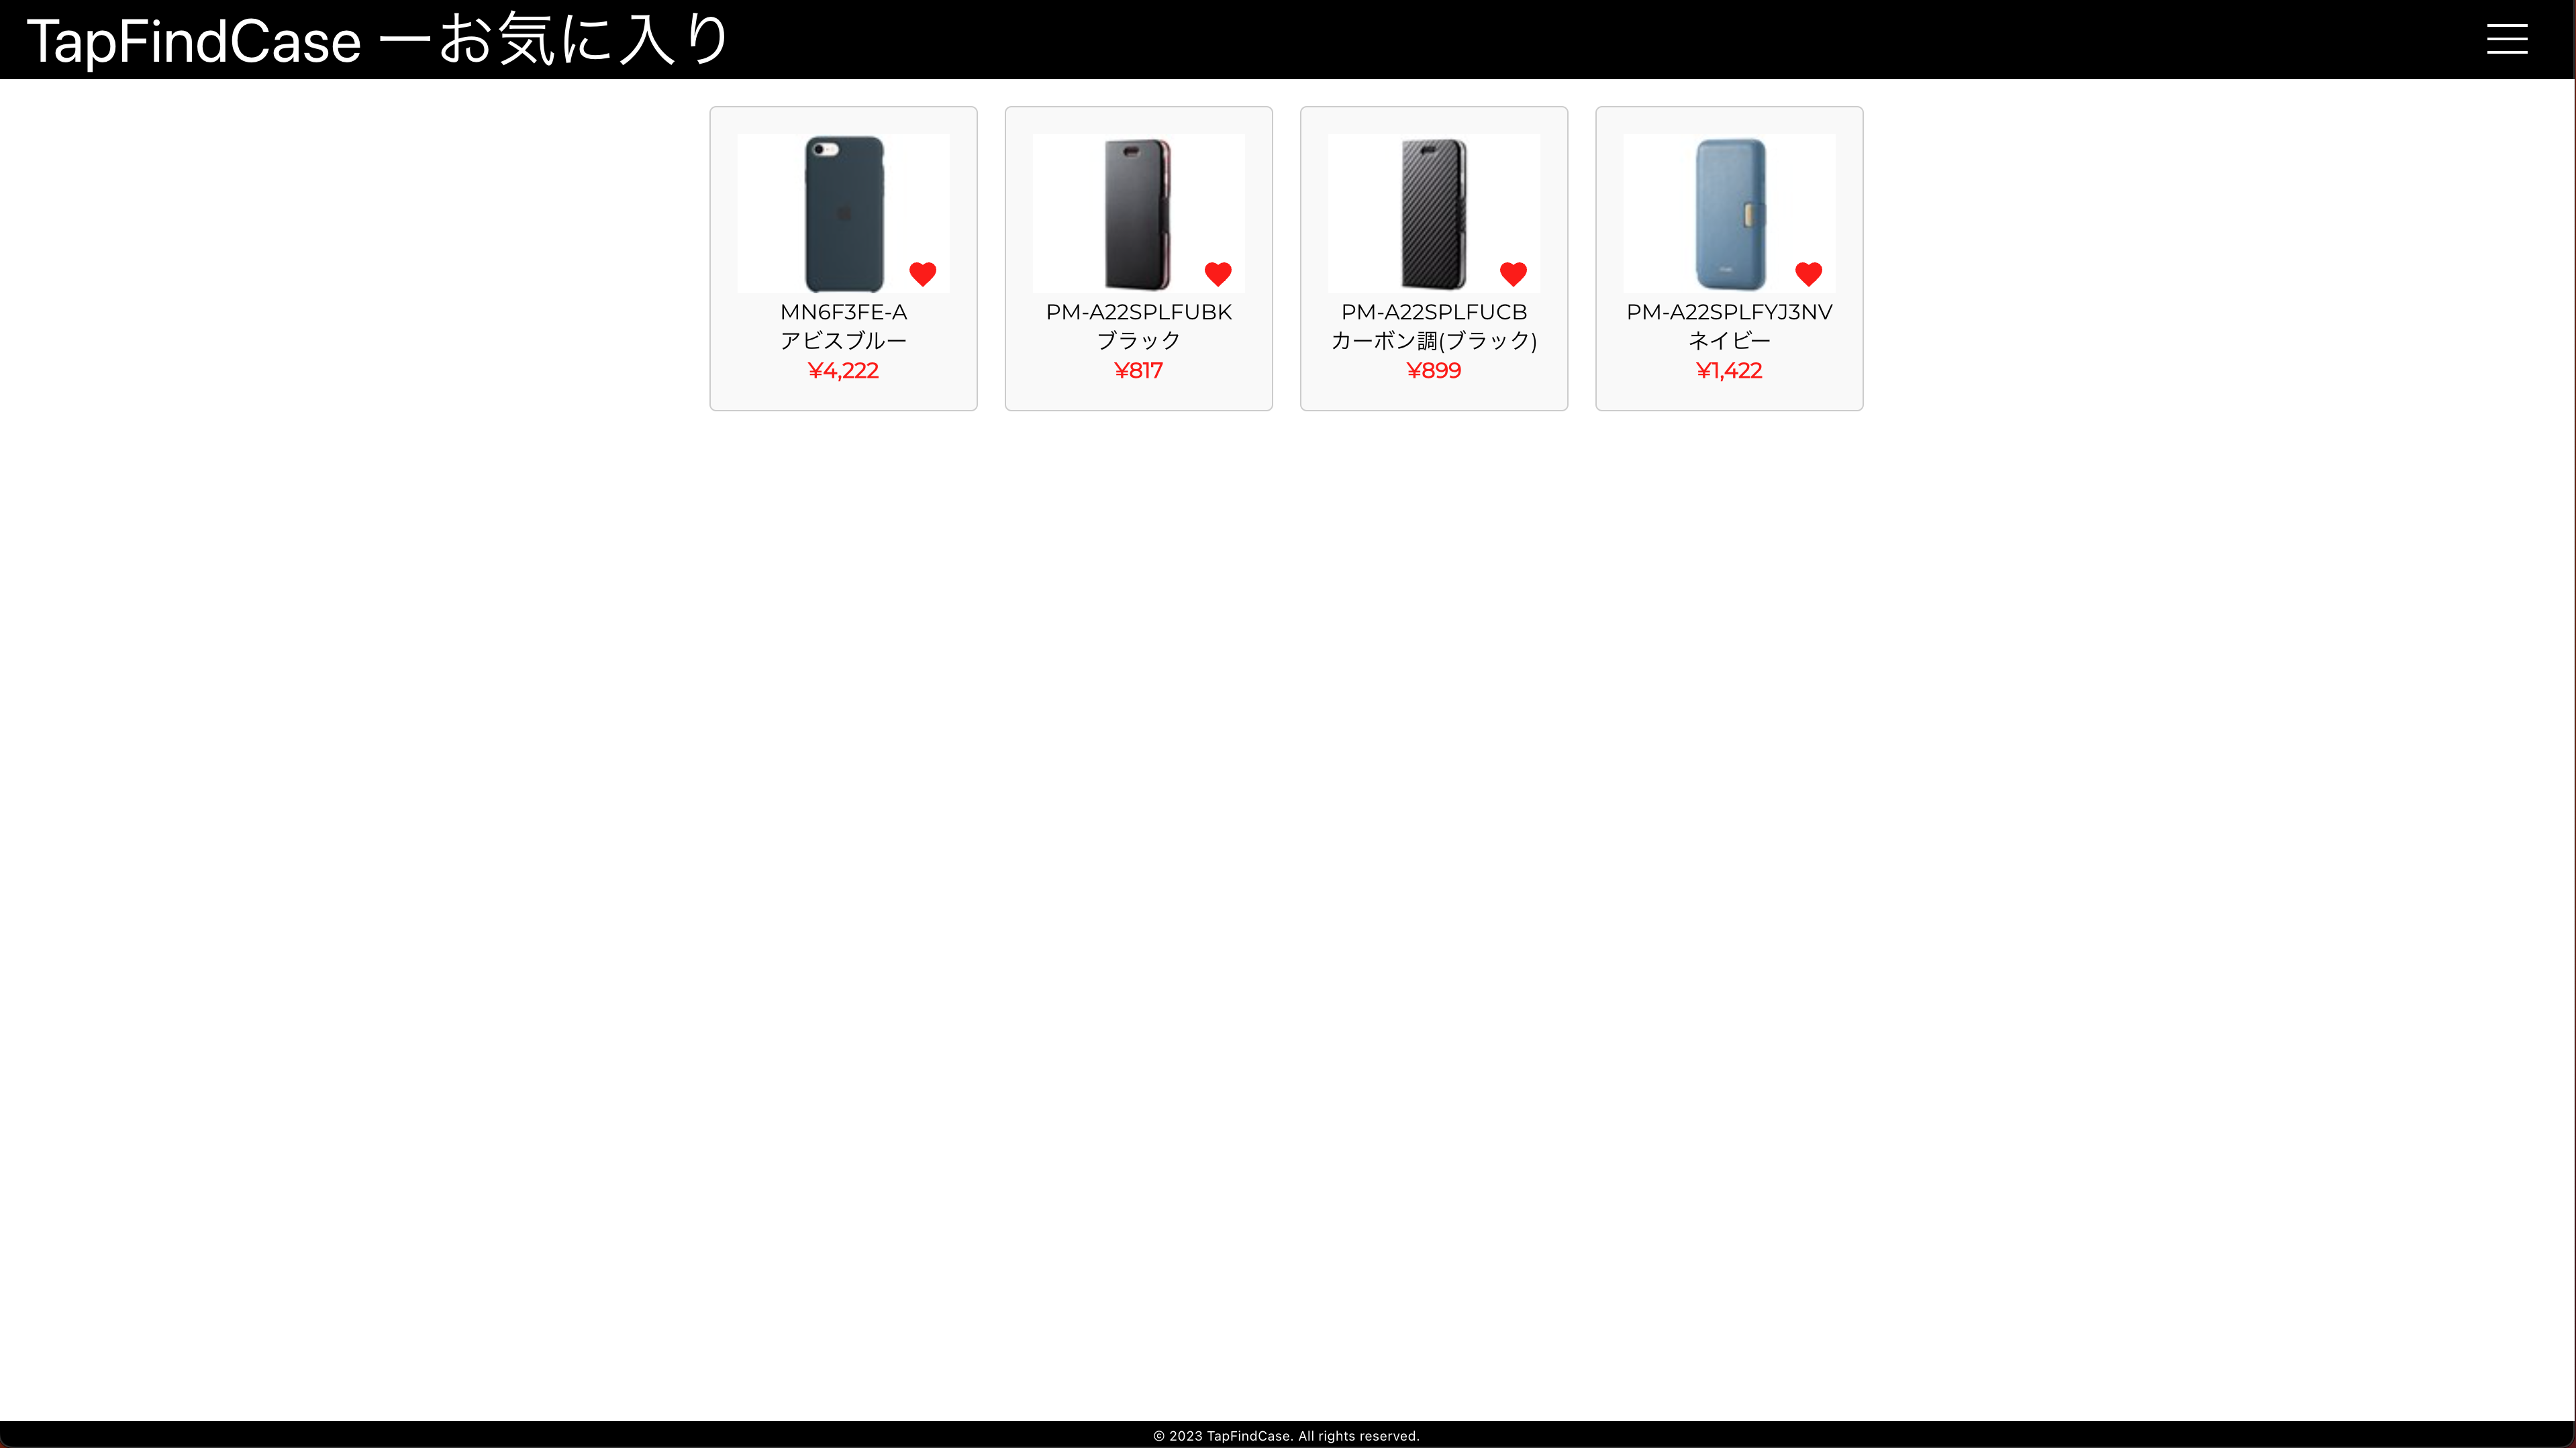 TapFindCase ーお気に入り
MN6F3FE-A
アビスブルー
¥4,222
PM-A22SPLFUBK
ブラック
¥817
PM-A22SPLFUCB
カーボン調(ブラック)
¥899
PM-A22SPLFYJ3NV
ネイビー
¥1,422
© 2023 TapFindCase. All rights reserved.